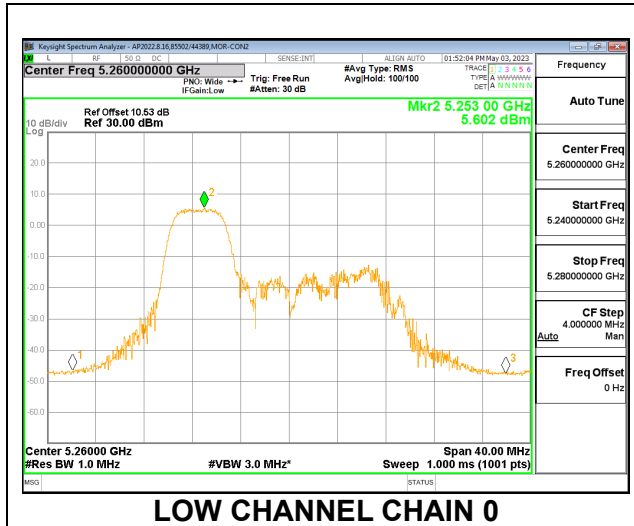 Keysight Spectrum Analyzer - AP2022.8.16,85502/44389,MOR-CON2
L RF 50 Ω DC SENSE:INT ALIGN AUTO 01:52:04 PM May 03, 2023
Center Freq 5.260000000 GHz
PNO: Wide
IFGain:Low
Trig: Free Run
#Atten: 30 dB
#Avg Type: RMS
Avg|Hold: 100/100
TRACE 1 2 3 4 5 6
TYPE A WWWWW
DET A N N N N N
Frequency
Auto Tune
Center Freq
5.260000000 GHz
Start Freq
5.240000000 GHz
Stop Freq
5.280000000 GHz
CF Step
4.000000 MHz
Auto Man
Freq Offset
0 Hz
Mkr2 5.253 00 GHz
5.602 dBm
Ref Offset 10.53 dB
10 dB/div Ref 30.00 dBm
Log
20.0
10.0
0.00
-10.0
-20.0
-30.0
-40.0
-50.0
-60.0
2
1
3
Center 5.26000 GHz Span 40.00 MHz
#Res BW 1.0 MHz #VBW 3.0 MHz* Sweep 1.000 ms (1001 pts)
MSG STATUS
LOW CHANNEL CHAIN 0